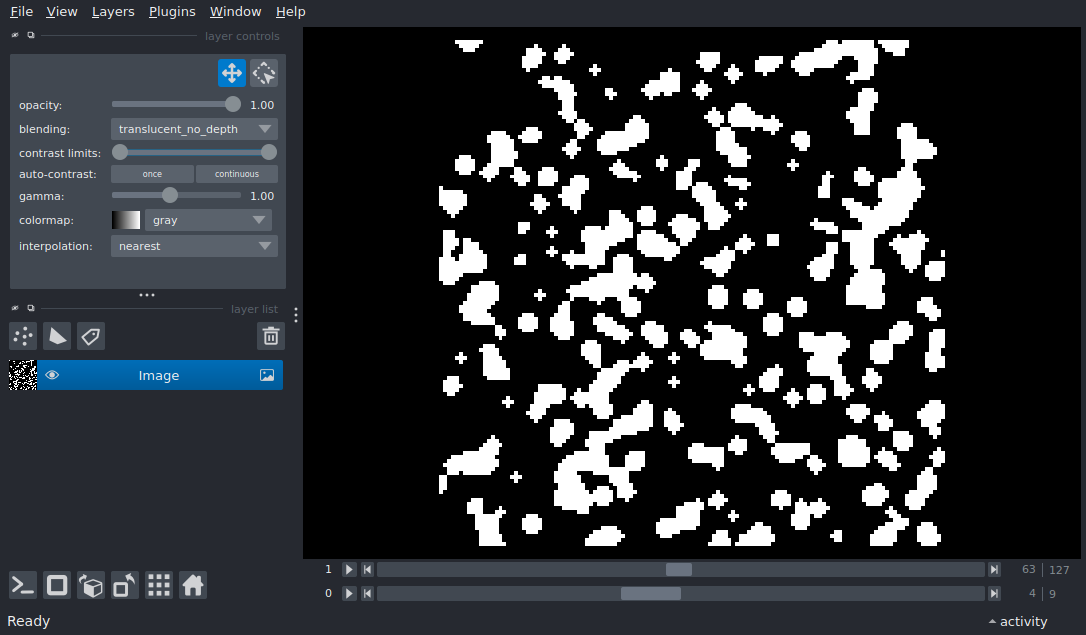 File View Layers Plugins Window Help
layer controls
opacity: 1.00
blending: translucent_no_depth
contrast limits:
auto-contrast: once continuous
gamma: 1.00
colormap: gray
interpolation: nearest
layer list
Image
1 63 127
0 4 9
Ready activity